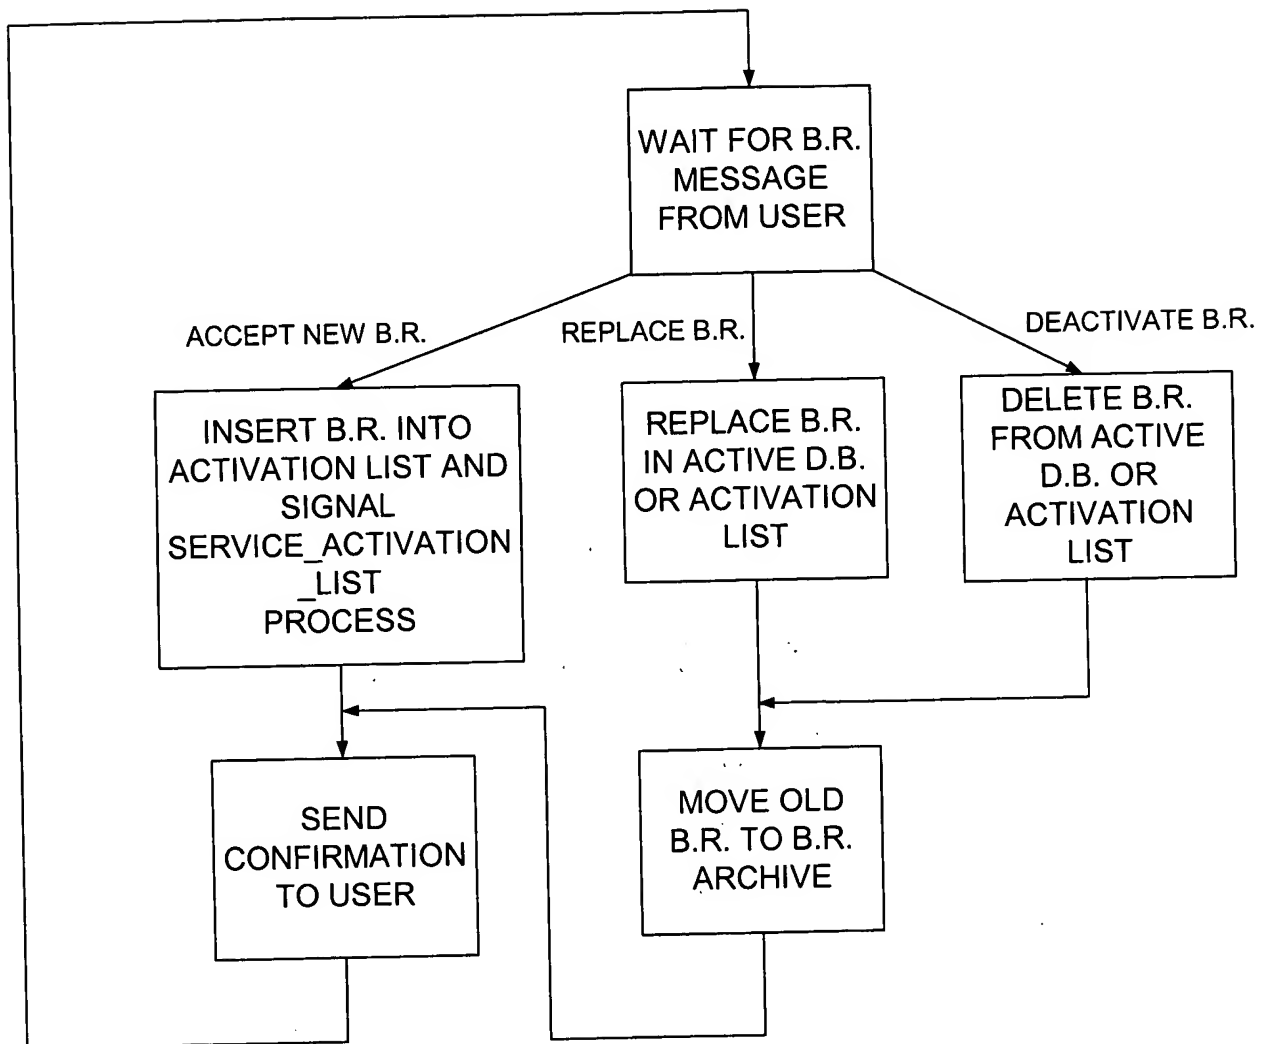 WAIT FOR B.R.
MESSAGE
FROM USER
ACCEPT NEW B.R.
REPLACE B.R.
DEACTIVATE B.R.
INSERT B.R. INTO
ACTIVATION LIST AND
SIGNAL
SERVICE_ACTIVATION
_LIST
PROCESS
REPLACE B.R.
IN ACTIVE D.B.
OR ACTIVATION
LIST
DELETE B.R.
FROM ACTIVE
D.B. OR
ACTIVATION
LIST
SEND
CONFIRMATION
TO USER
MOVE OLD
B.R. TO B.R.
ARCHIVE